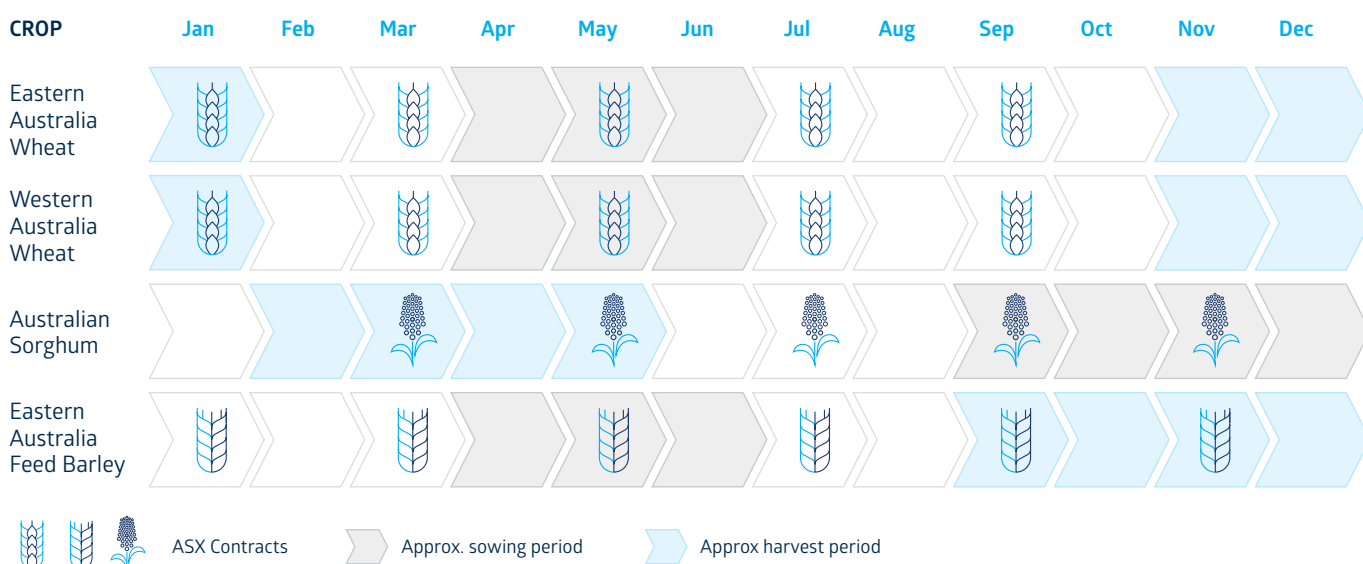 CROP Jan Feb Mar Apr May Jun Jul Aug Sep Oct Nov Dec
Eastern
Australia
Wheat
Western
Australia
Wheat
Australian
Sorghum
Eastern
Australia
Feed Barley
ASX Contracts Approx. sowing period Approx harvest period